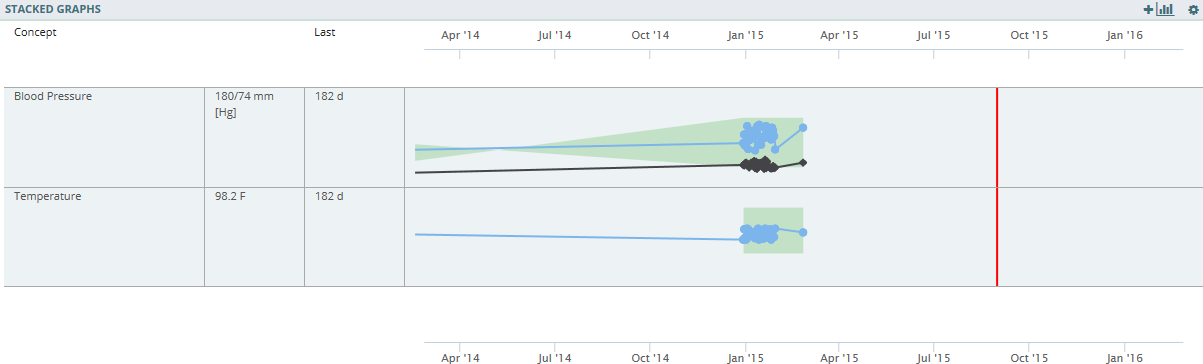 STACKED GRAPHS
Concept Last Apr '14 Jul '14 Oct '14 Jan '15 Apr '15 Jul '15 Oct '15 Jan '16
Blood Pressure 180/74 mm 182 d
[Hg]
Temperature 98.2 F 182 d
Apr '14 Jul '14 Oct '14 Jan '15 Apr '15 Jul '15 Oct '15 Jan '16